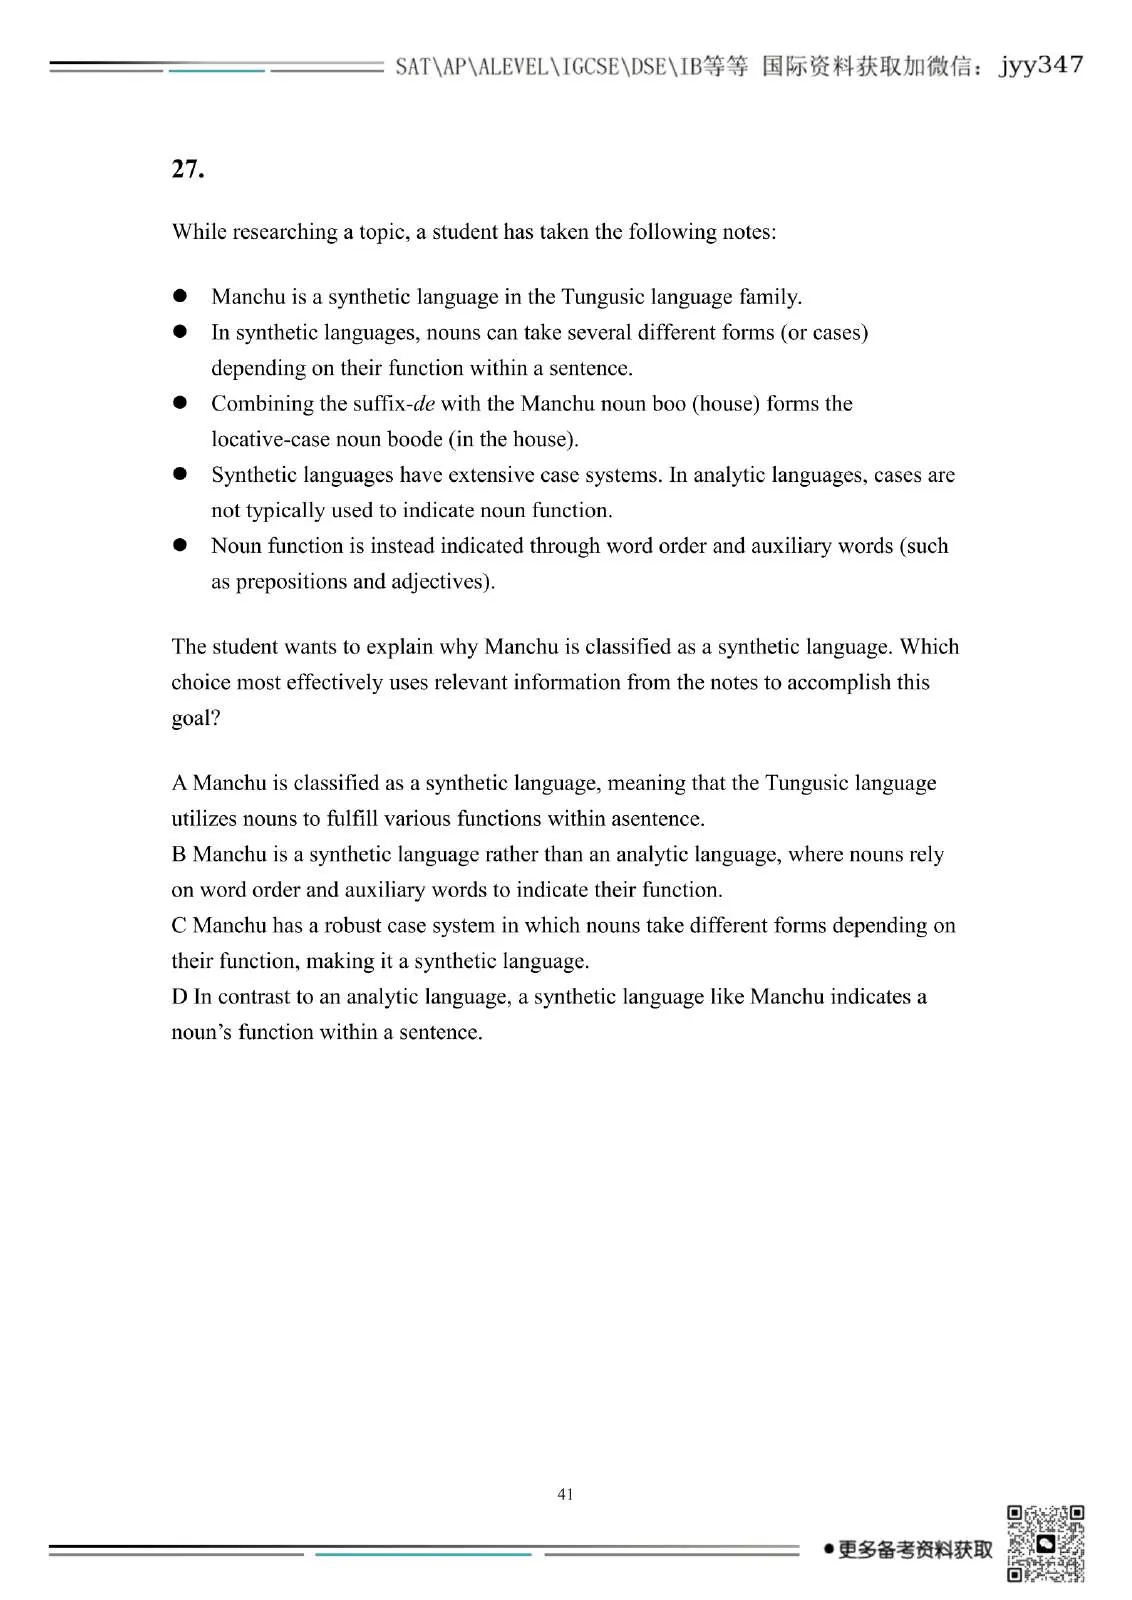 SAT\AP\ALEVEL\IGCSE\DSE\IB等等 国际资料获取加微信： jyy347
27.
While researching a topic, a student has taken the following notes:
● Manchu is a synthetic language in the Tungusic language family.
● In synthetic languages, nouns can take several different forms (or cases)
depending on their function within a sentence.
● Combining the suffix-de with the Manchu noun boo (house) forms the
locative-case noun boode (in the house).
● Synthetic languages have extensive case systems. In analytic languages, cases are
not typically used to indicate noun function.
● Noun function is instead indicated through word order and auxiliary words (such
as prepositions and adjectives).
The student wants to explain why Manchu is classified as a synthetic language. Which
choice most effectively uses relevant information from the notes to accomplish this
goal?
A Manchu is classified as a synthetic language, meaning that the Tungusic language
utilizes nouns to fulfill various functions within asentence.
B Manchu is a synthetic language rather than an analytic language, where nouns rely
on word order and auxiliary words to indicate their function.
C Manchu has a robust case system in which nouns take different forms depending on
their function, making it a synthetic language.
D In contrast to an analytic language, a synthetic language like Manchu indicates a
noun’s function within a sentence.
41
●更多备考资料获取